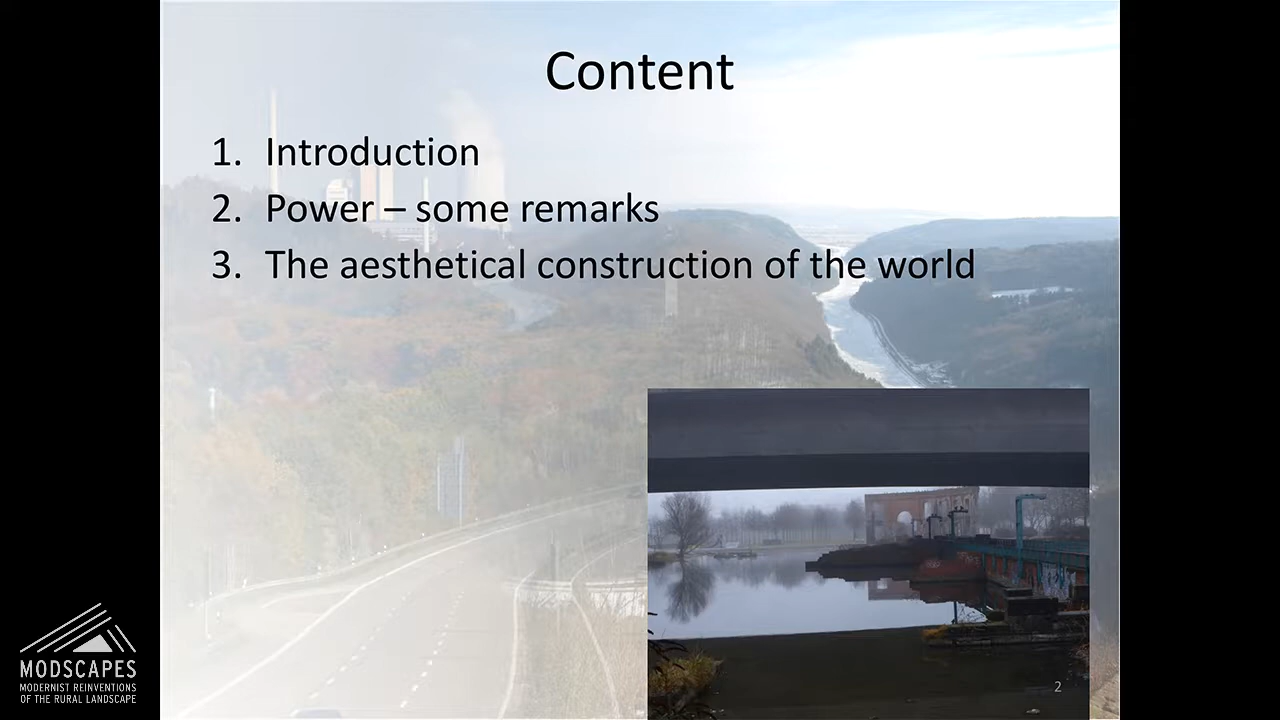 Content
1. Introduction
2. Power – some remarks
3. The aesthetical construction of the world
2
MODSCAPES
MODERNIST REINVENTIONS
OF THE RURAL LANDSCAPE